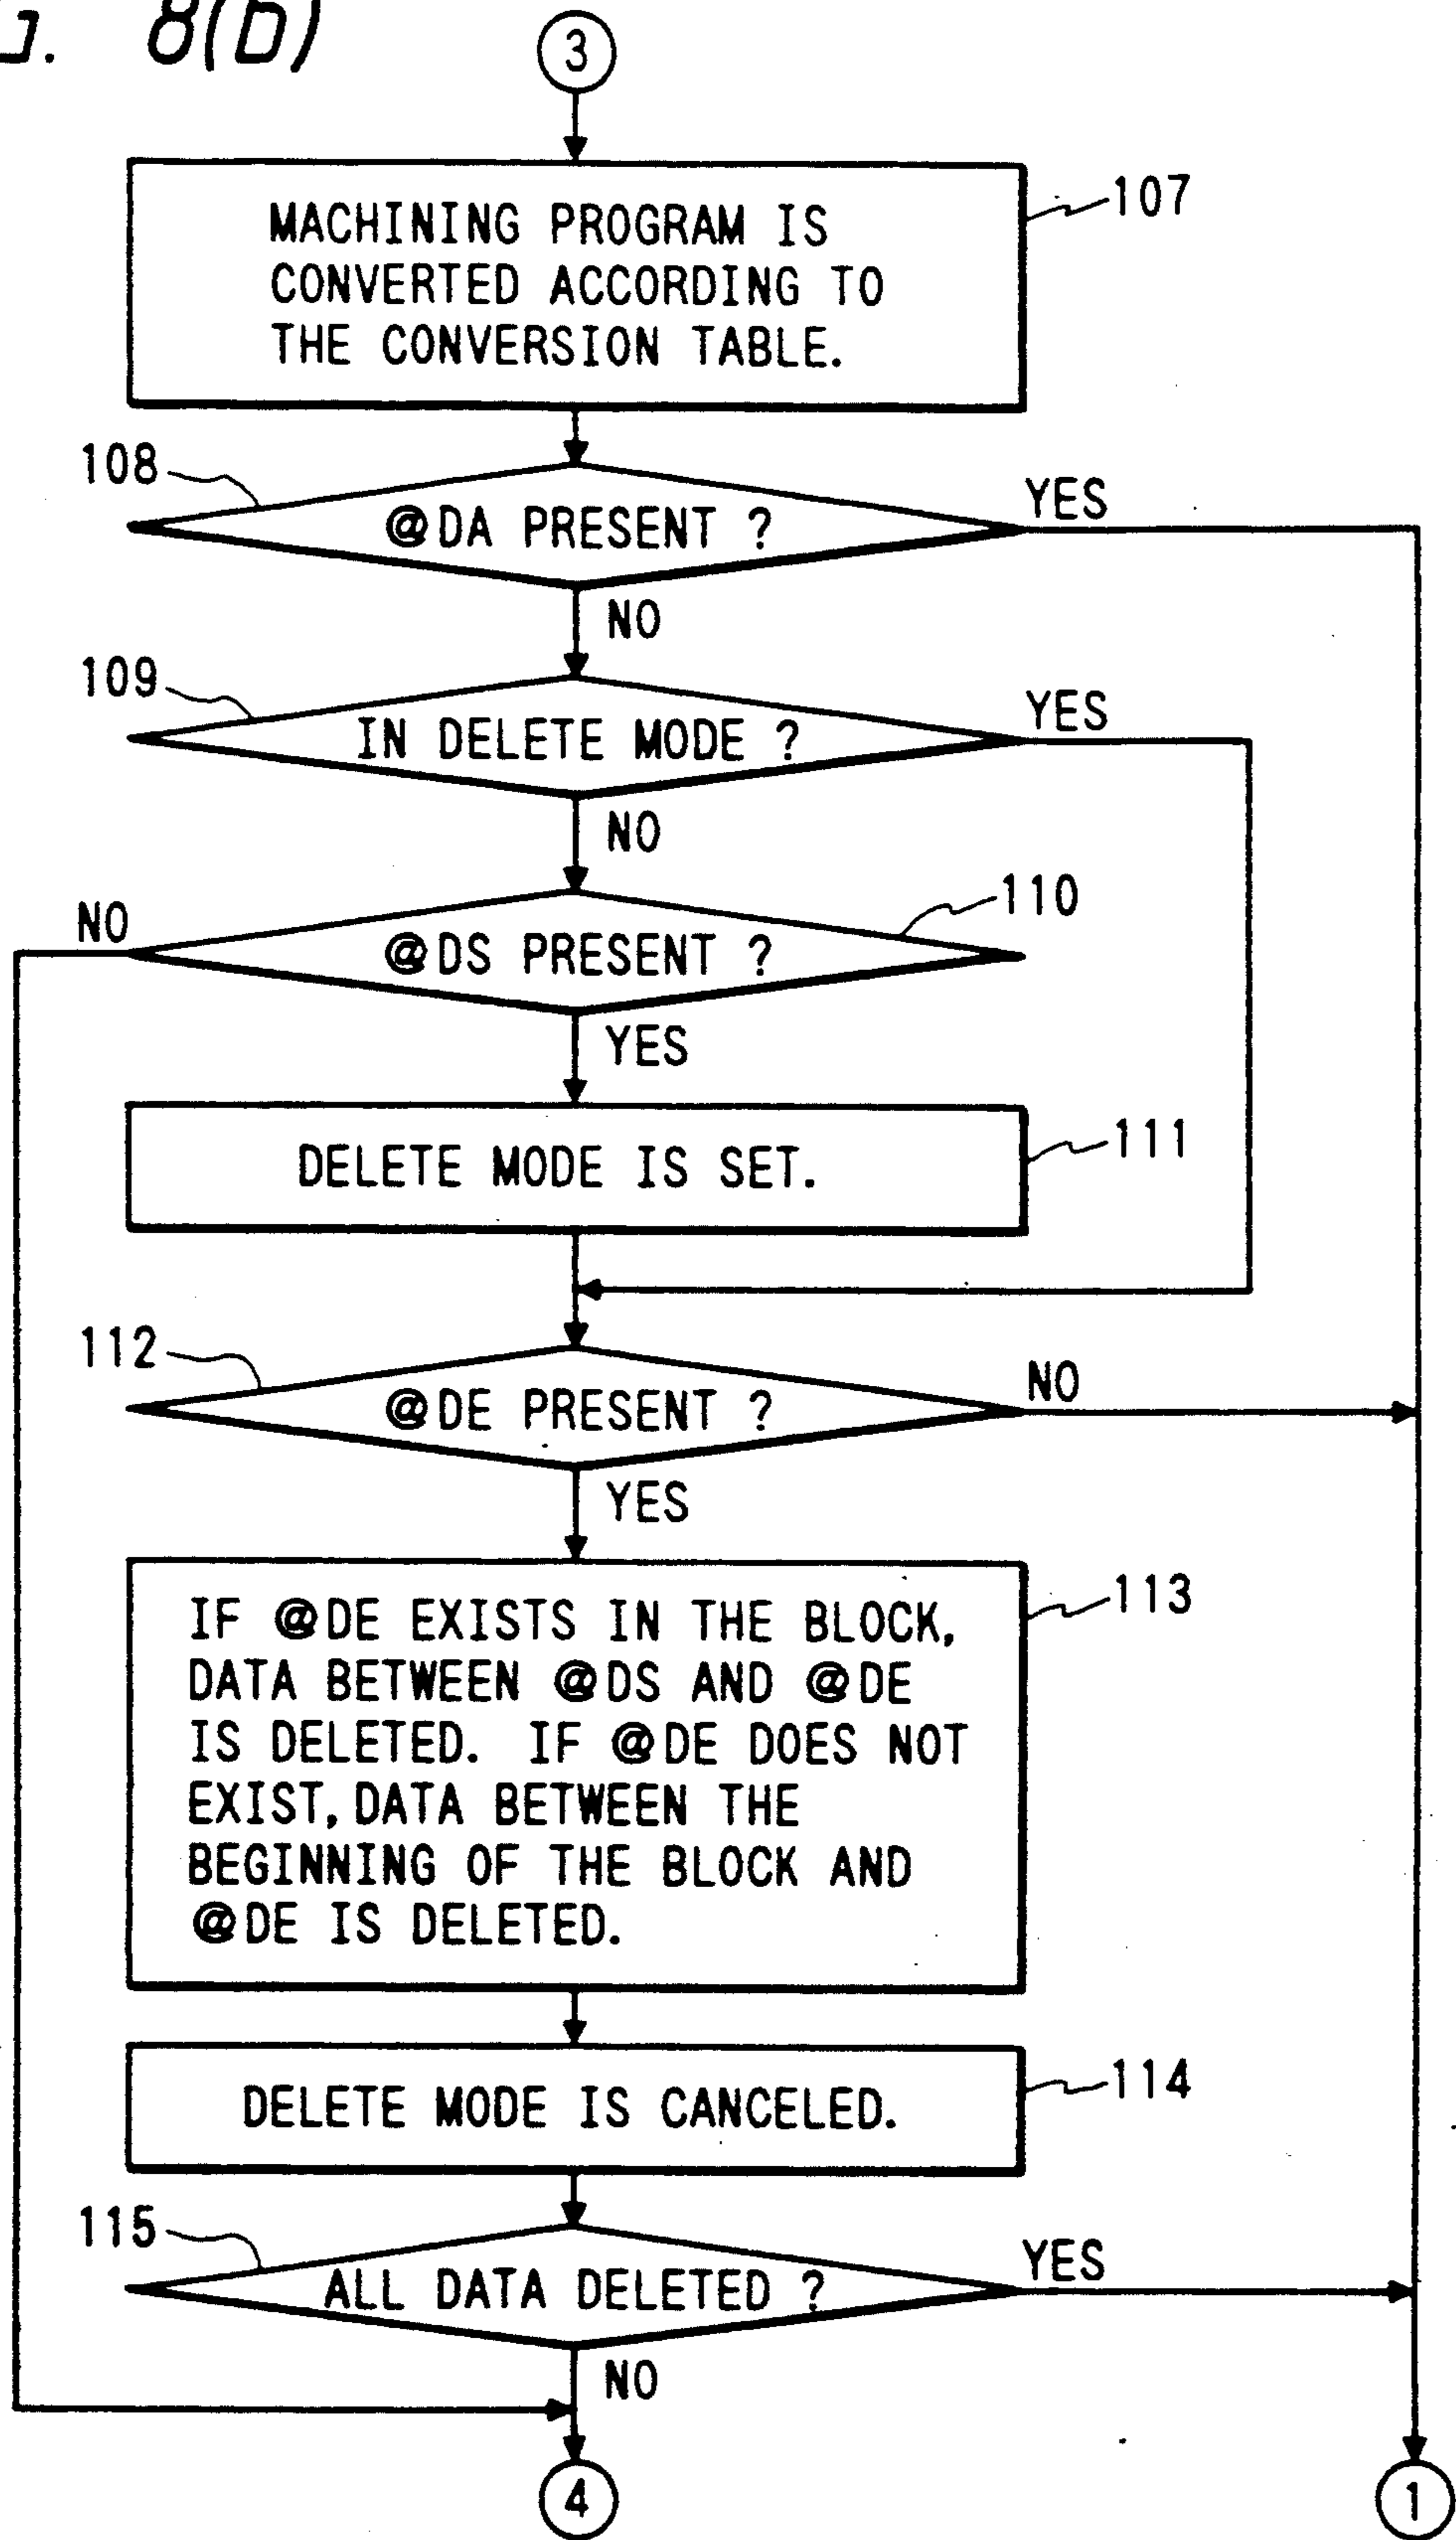 8(b)
3
MACHINING PROGRAM IS
CONVERTED ACCORDING TO
THE CONVERSION TABLE.
107
108
@DA PRESENT ?
YES
NO
109
IN DELETE MODE ?
YES
NO
110
NO
@DS PRESENT ?
YES
DELETE MODE IS SET.
111
112
@DE PRESENT ?
NO
YES
IF @DE EXISTS IN THE BLOCK,
DATA BETWEEN @DS AND @DE
IS DELETED. IF @DE DOES NOT
EXIST, DATA BETWEEN THE
BEGINNING OF THE BLOCK AND
@DE IS DELETED.
113
DELETE MODE IS CANCELED.
114
115
ALL DATA DELETED ?
YES
NO
4
1